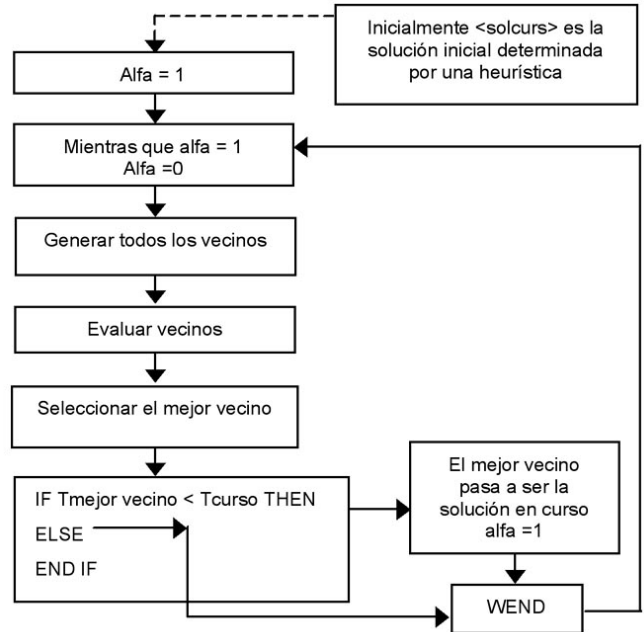 Inicialmente <solcurs> es la
solución inicial determinada
por una heurística
Alfa = 1
Mientras que alfa = 1
Alfa =0
Generar todos los vecinos
Evaluar vecinos
Seleccionar el mejor vecino
IF Tmejor vecino < Tcurso THEN
ELSE
END IF
El mejor vecino
pasa a ser la
solución en curso
alfa =1
WEND